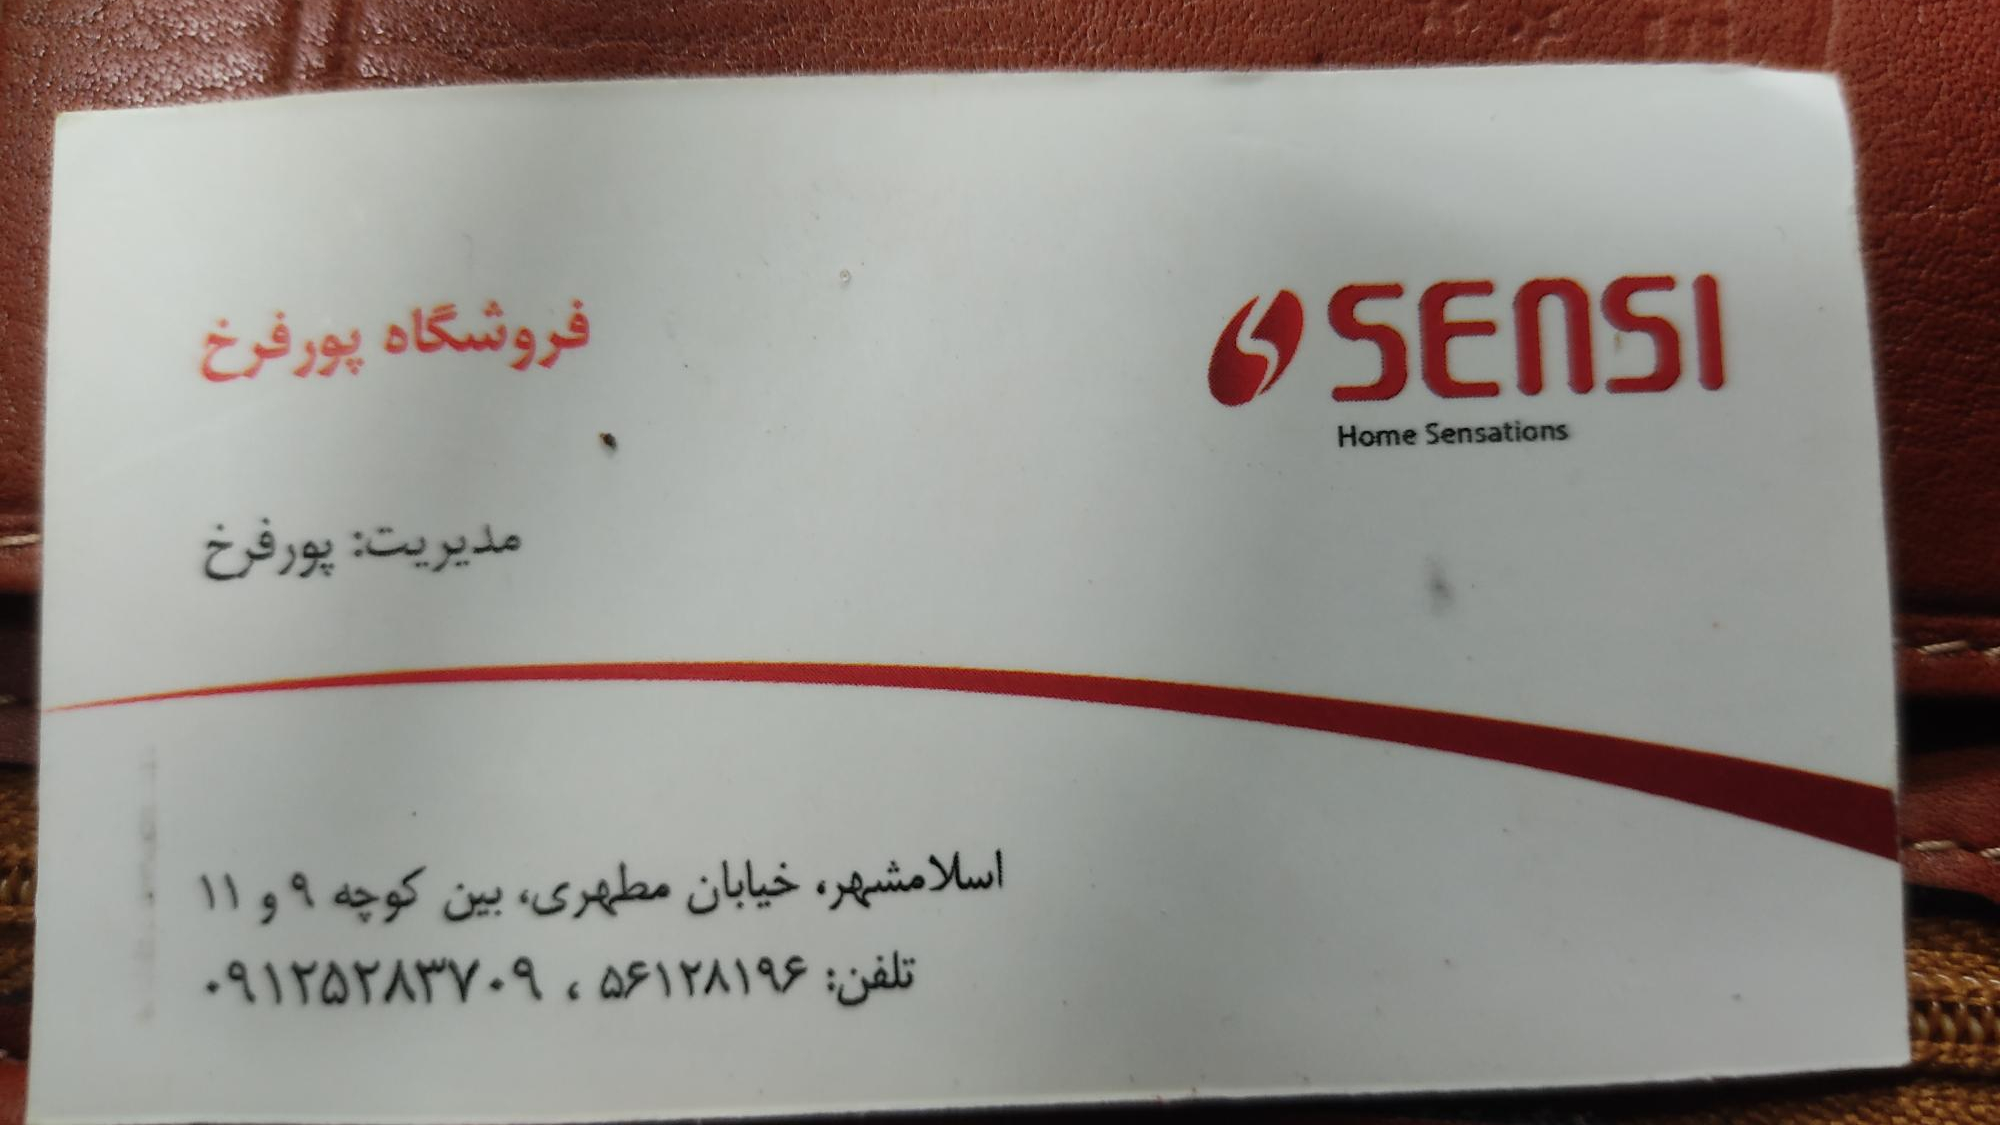 SENSI
Home Sensations
فروشگاه پورفرخ
مدیریت: پورفرخ
اسلامشهر، خیابان مطهری، بین کوچه ۹ و ۱۱
تلفن: ۵۶۱۲۸۱۹۶ ، ۰۹۱۲۵۲۸۳۷۰۹